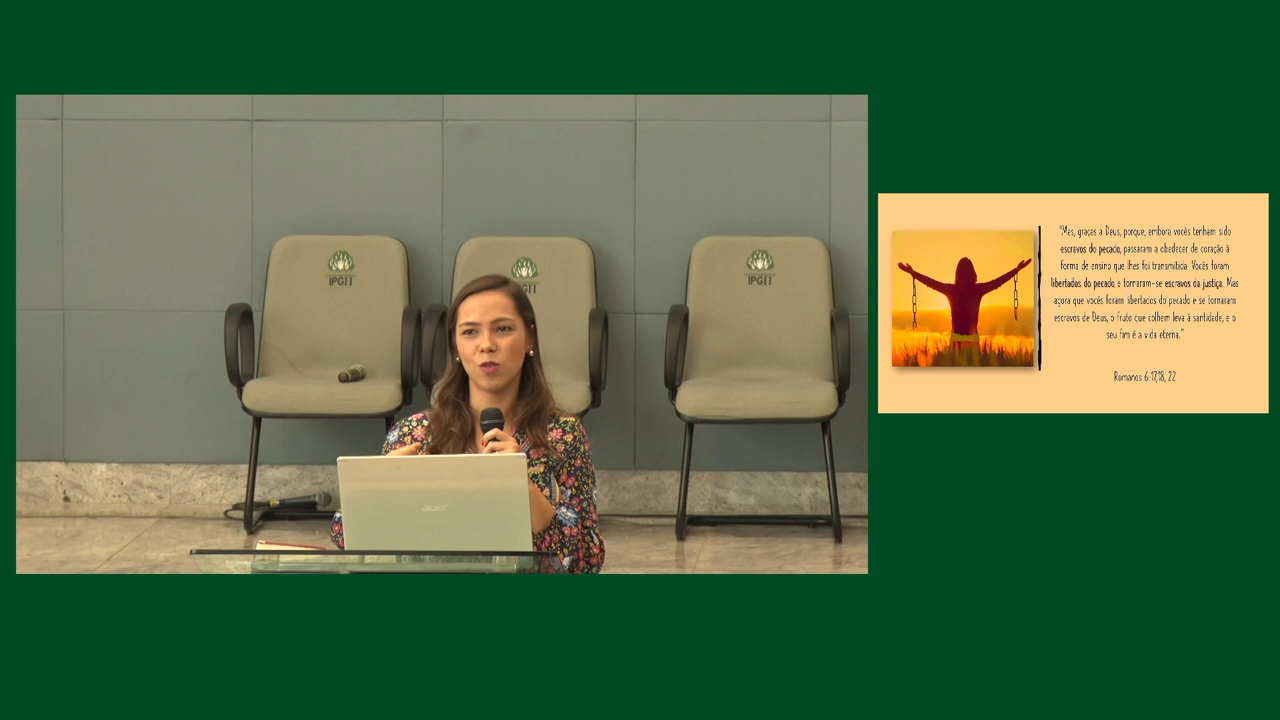 IPGII
IPGII
IPGII
acer
"Mas, graças a Deus, porque, embora vocês tenham sido
escravos do pecado, passaram a obedecer de coração à
forma de ensino que lhes foi transmitida. Vocês foram
libertados do pecado e tornaram-se escravos da justiça. Mas
agora que vocês foram libertados do pecado e se tornaram
escravos de Deus, o fruto que colhem leva à santidade, e o
seu fim é a vida eterna."
Romanos 6:17,18, 22